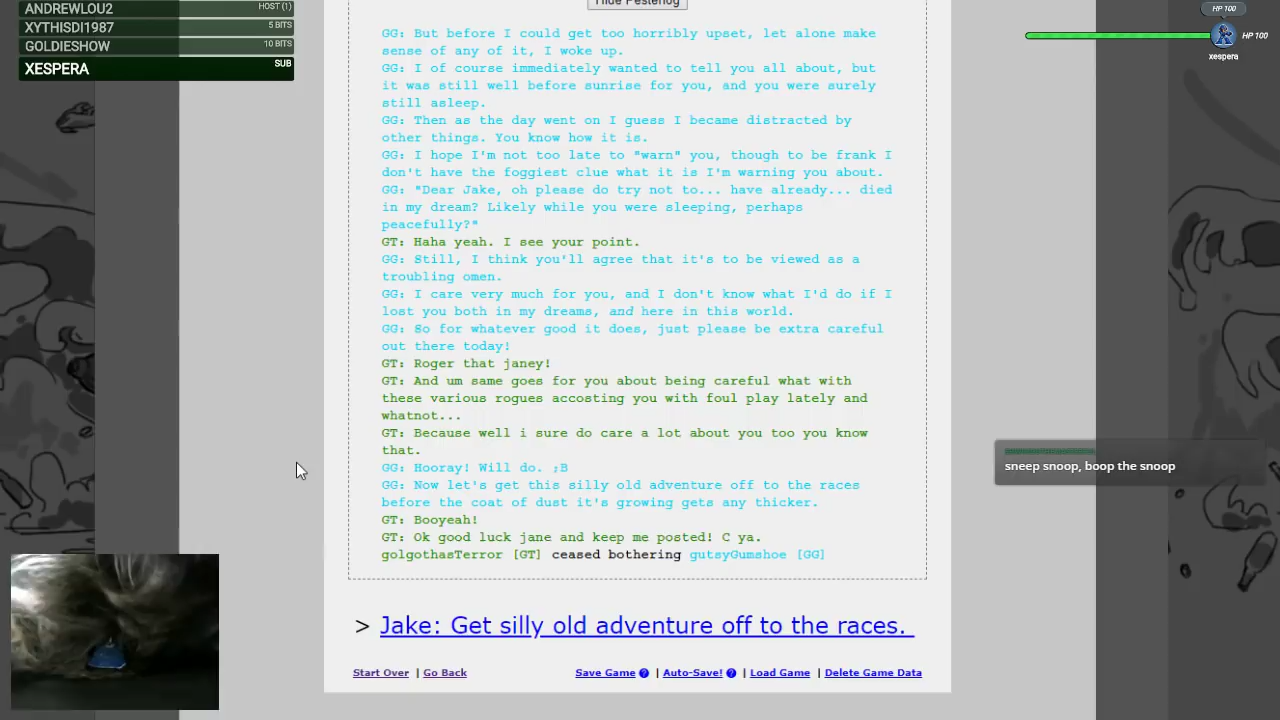 ANDREWLOU2 HOST (1)
XYTHISDI1987 5 BITS
GOLDIESHOW 10 BITS
XESPERA SUB
HP 100
HP 100
xespera
Hide Pesterlog
GG: But before I could get too horribly upset, let alone make
sense of any of it, I woke up.
GG: I of course immediately wanted to tell you all about, but
it was still well before sunrise for you, and you were surely
still asleep.
GG: Then as the day went on I guess I became distracted by
other things. You know how it is.
GG: I hope I'm not too late to "warn" you, though to be frank I
don't have the foggiest clue what it is I'm warning you about.
GG: "Dear Jake, oh please do try not to... have already... died
in my dream? Likely while you were sleeping, perhaps
peacefully?"
GT: Haha yeah. I see your point.
GG: Still, I think you'll agree that it's to be viewed as a
troubling omen.
GG: I care very much for you, and I don't know what I'd do if I
lost you both in my dreams, and here in this world.
GG: So for whatever good it does, just please be extra careful
out there today!
GT: Roger that janey!
GT: And um same goes for you about being careful what with
these various rogues accosting you with foul play lately and
whatnot...
GT: Because well i sure do care a lot about you too you know
that.
GG: Hooray! Will do. ;B
GG: Now let's get this silly old adventure off to the races
before the coat of dust it's growing gets any thicker.
GT: Booyeah!
GT: Ok good luck jane and keep me posted! C ya.
golgothasTerror [GT] ceased bothering gutsyGumshoe [GG]
sneep snoop, boop the snoop
> Jake: Get silly old adventure off to the races.
Start Over | Go Back Save Game ? | Auto-Save! ? | Load Game | Delete Game Data